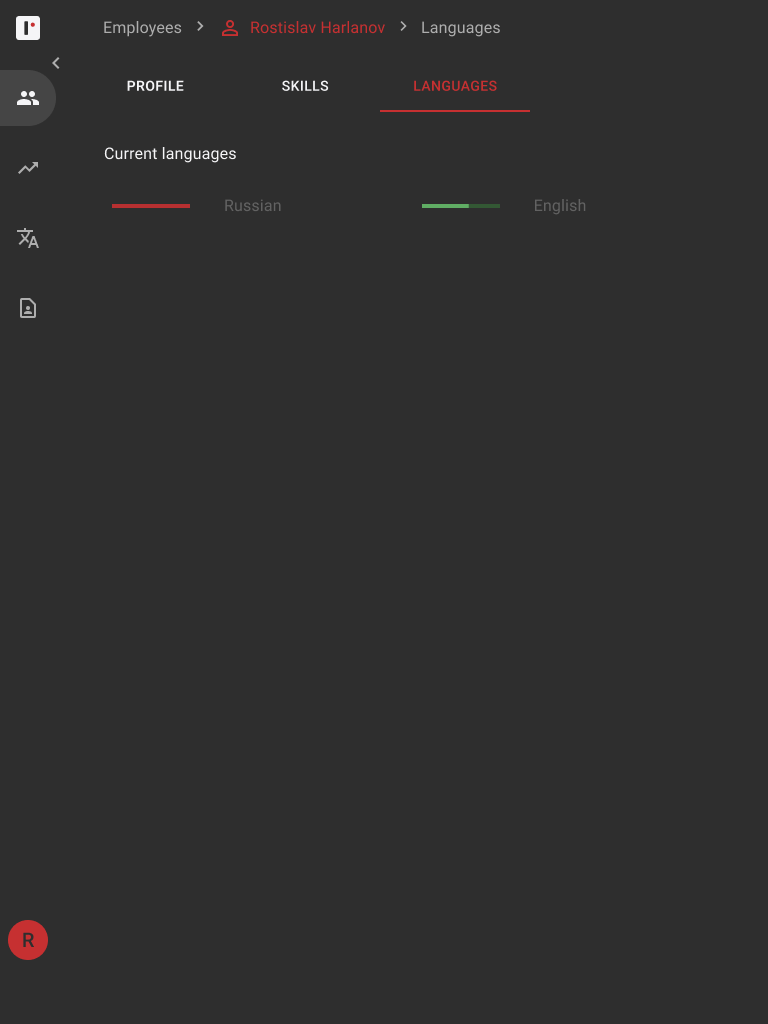 Employees > Rostislav Harlanov > Languages
PROFILE SKILLS LANGUAGES
Current languages
Russian English
R